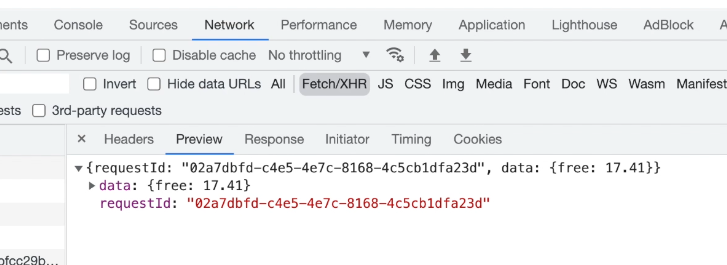 ents Console Sources Network Performance Memory Application Lighthouse AdBlock
Preserve log Disable cache No throttling
Invert Hide data URLs All Fetch/XHR JS CSS Img Media Font Doc WS Wasm Manifest
ests 3rd-party requests
× Headers Preview Response Initiator Timing Cookies
▼{requestId: "02a7dbfd-c4e5-4e7c-8168-4c5cb1dfa23d", data: {free: 17.41}}
▶data: {free: 17.41}
requestId: "02a7dbfd-c4e5-4e7c-8168-4c5cb1dfa23d"
ofcc29b...